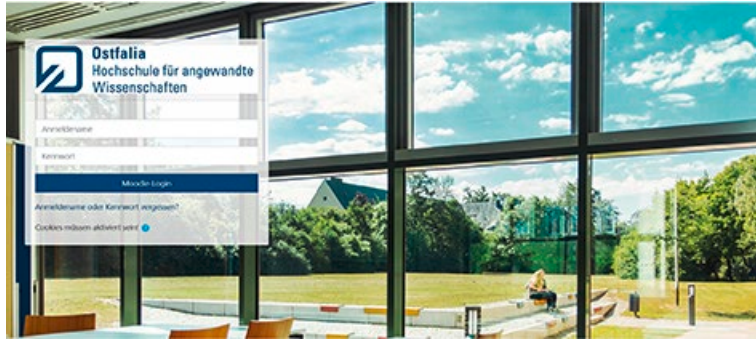 Ostfalia
Hochschule für angewandte
Wissenschaften
Anmeldename
Kennwort
Moodle-Login
Anmeldename oder Kennwort vergessen?
Cookies müssen aktiviert sein!